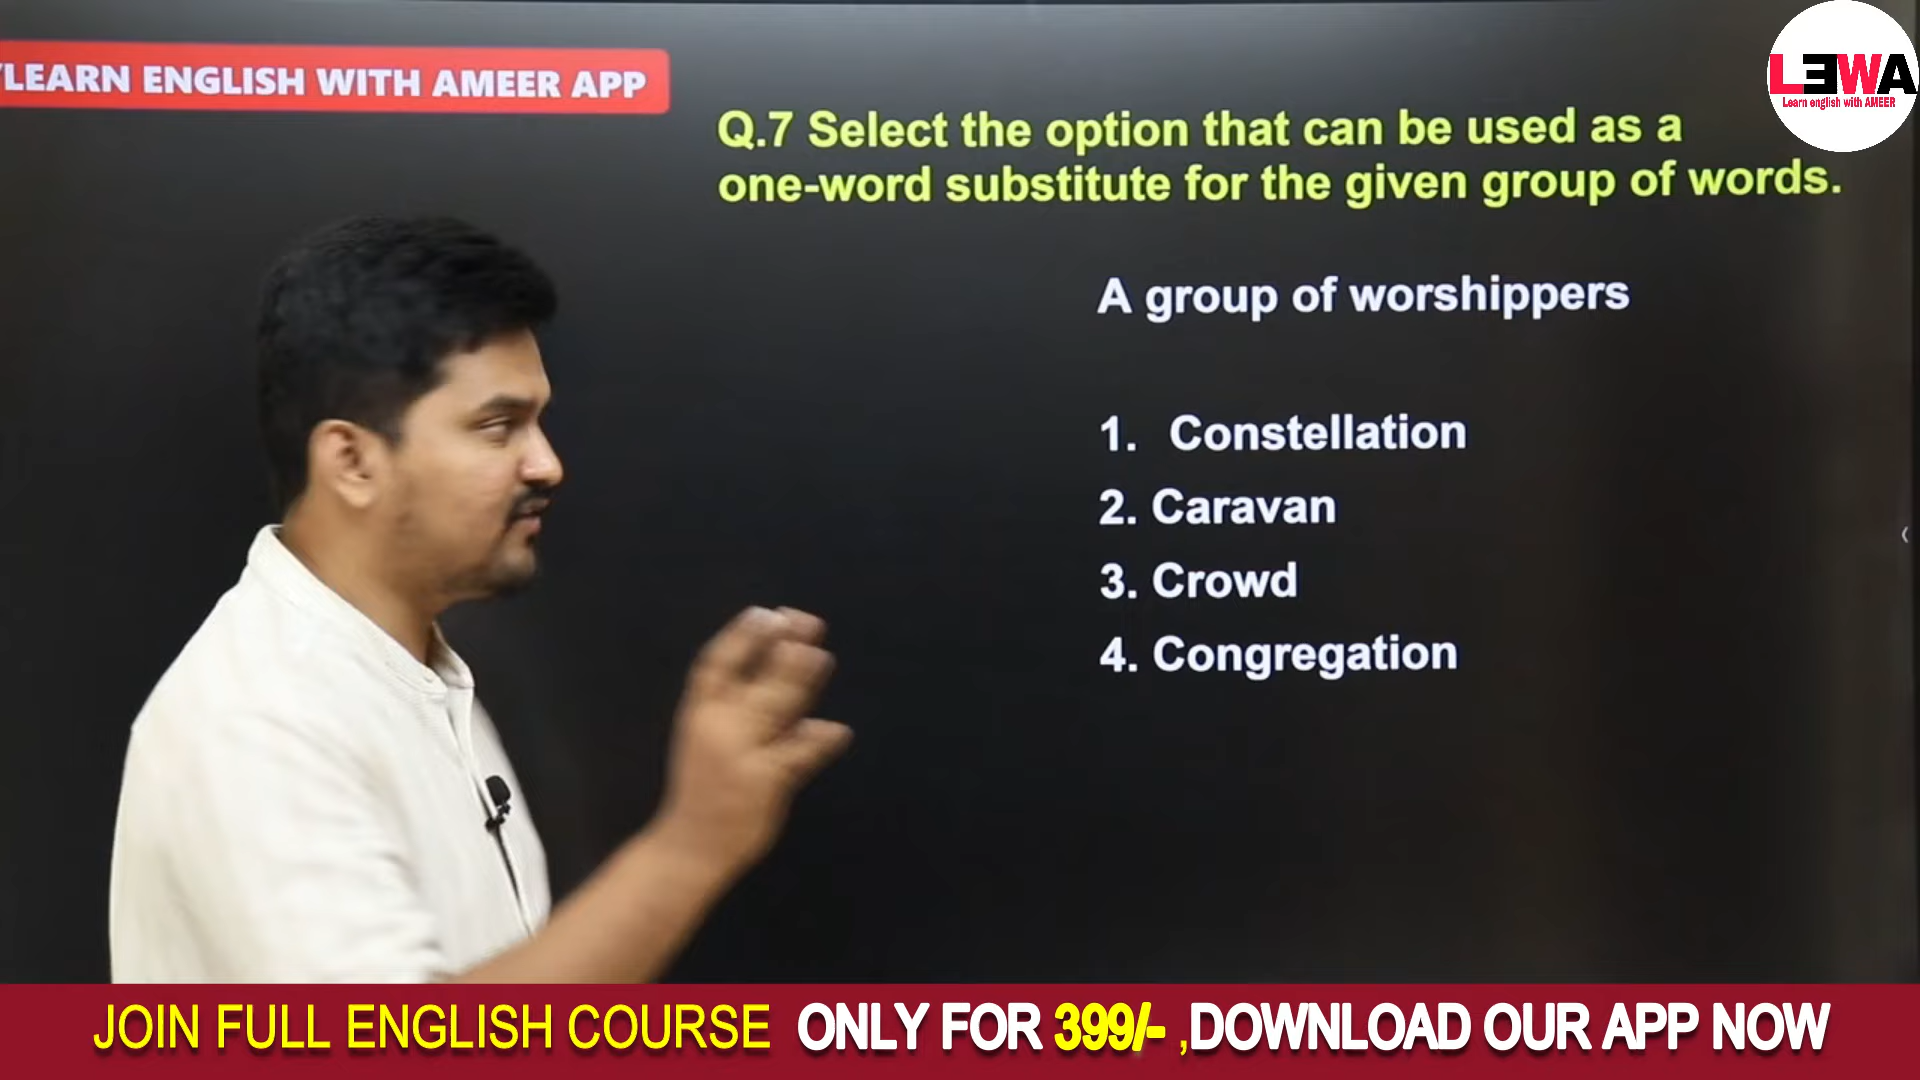 LEARN ENGLISH WITH AMEER APP
LEWA
Learn english with AMEER
Q.7 Select the option that can be used as a
one-word substitute for the given group of words.
A group of worshippers
1. Constellation
2. Caravan
3. Crowd
4. Congregation
JOIN FULL ENGLISH COURSE ONLY FOR 399/- ,DOWNLOAD OUR APP NOW